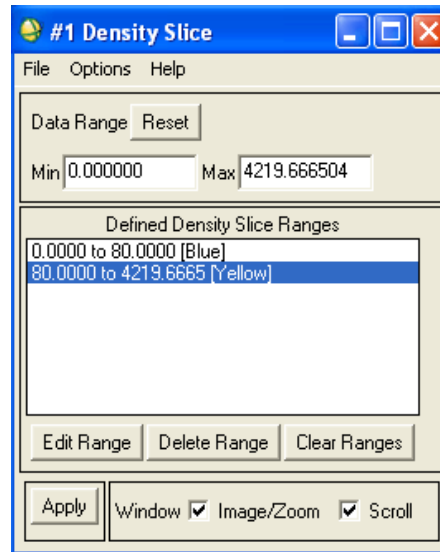 #1 Density Slice
File Options Help
Data Range Reset
Min 0.000000 Max 4219.666504
Defined Density Slice Ranges
0.0000 to 80.0000 [Blue]
80.0000 to 4219.6665 [Yellow]
Edit Range Delete Range Clear Ranges
Apply Window Image/Zoom Scroll